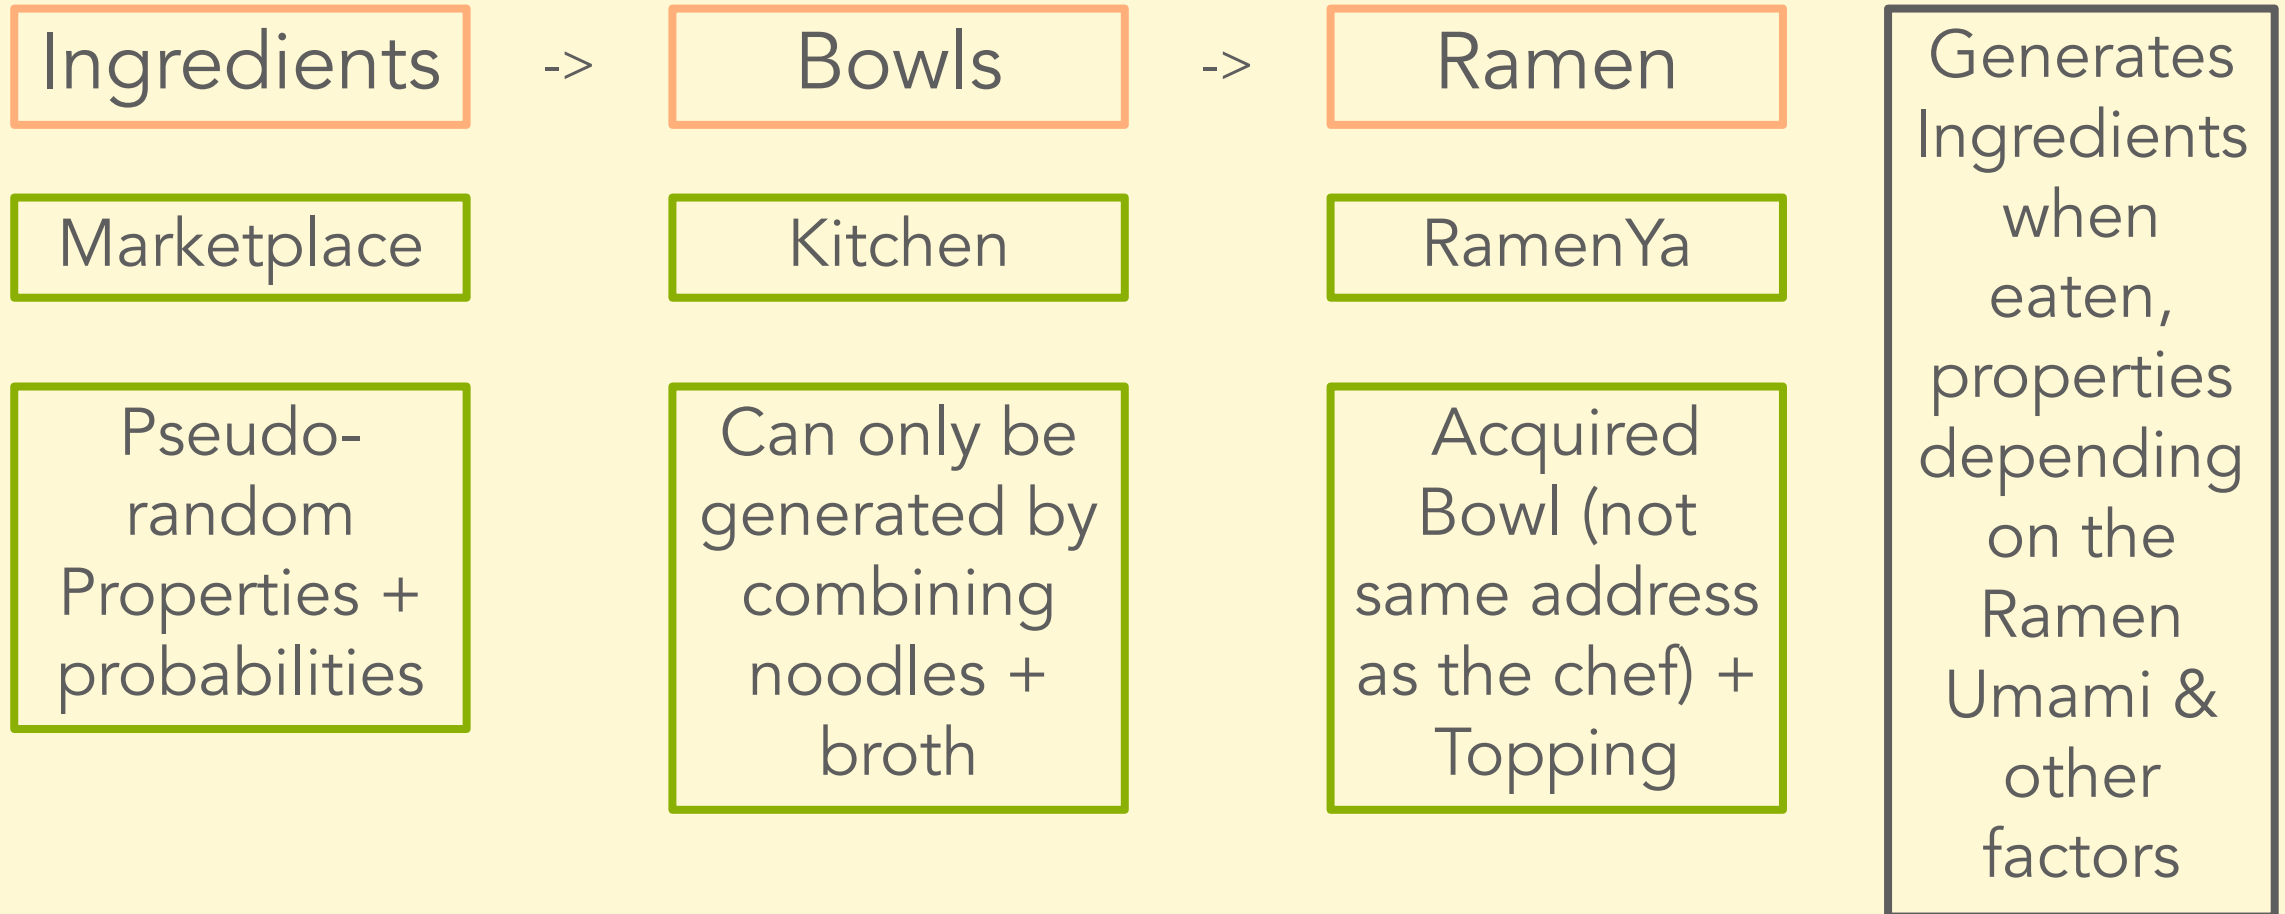 Ingredients
->
Bowls
->
Ramen
Marketplace
Kitchen
RamenYa
Pseudo-
random
Properties +
probabilities
Can only be
generated by
combining
noodles +
broth
Acquired
Bowl (not
same address
as the chef) +
Topping
Generates
Ingredients
when
eaten,
properties
depending
on the
Ramen
Umami &
other
factors